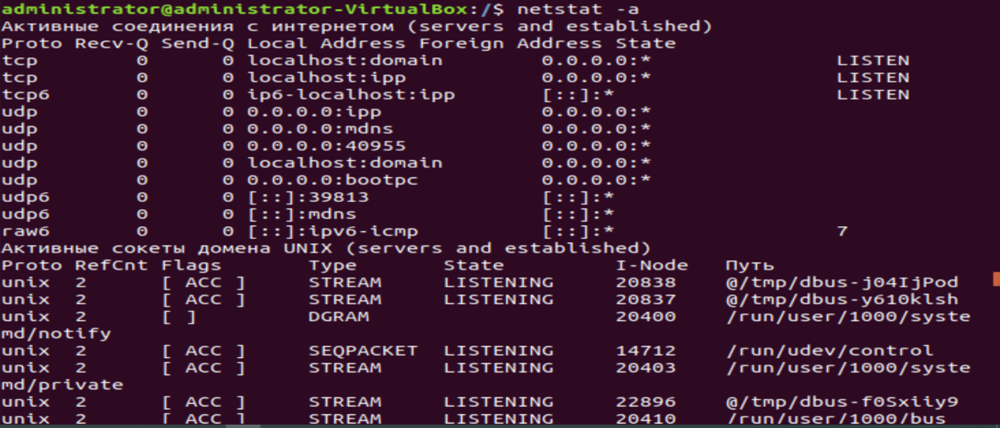 administrator@administrator-VirtualBox:/$ netstat -a
Активные соединения с интернетом (servers and established)
Proto Recv-Q Send-Q Local Address Foreign Address State
tcp 0 0 localhost:domain 0.0.0.0:* LISTEN
tcp 0 0 localhost:ipp 0.0.0.0:* LISTEN
tcp6 0 0 ip6-localhost:ipp [::]:* LISTEN
udp 0 0 0.0.0.0:ipp 0.0.0.0:*
udp 0 0 0.0.0.0:mdns 0.0.0.0:*
udp 0 0 0.0.0.0:40955 0.0.0.0:*
udp 0 0 localhost:domain 0.0.0.0:*
udp 0 0 0.0.0.0:bootpc 0.0.0.0:*
udp6 0 0 [::]:39813 [::]:*
udp6 0 0 [::]:mdns [::]:*
raw6 0 0 [::]:ipv6-icmp [::]:* 7
Активные сокеты домена UNIX (servers and established)
Proto RefCnt Flags Type State I-Node Путь
unix 2 [ ACC ] STREAM LISTENING 20838 @/tmp/dbus-j04IjPod
unix 2 [ ACC ] STREAM LISTENING 20837 @/tmp/dbus-y610klsh
unix 2 [ ] DGRAM 20400 /run/user/1000/syste
md/notify
unix 2 [ ACC ] SEQPACKET LISTENING 14712 /run/udev/control
unix 2 [ ACC ] STREAM LISTENING 20403 /run/user/1000/syste
md/private
unix 2 [ ACC ] STREAM LISTENING 22896 @/tmp/dbus-f0Sxiiy9
unix 2 [ ACC ] STREAM LISTENING 20410 /run/user/1000/bus